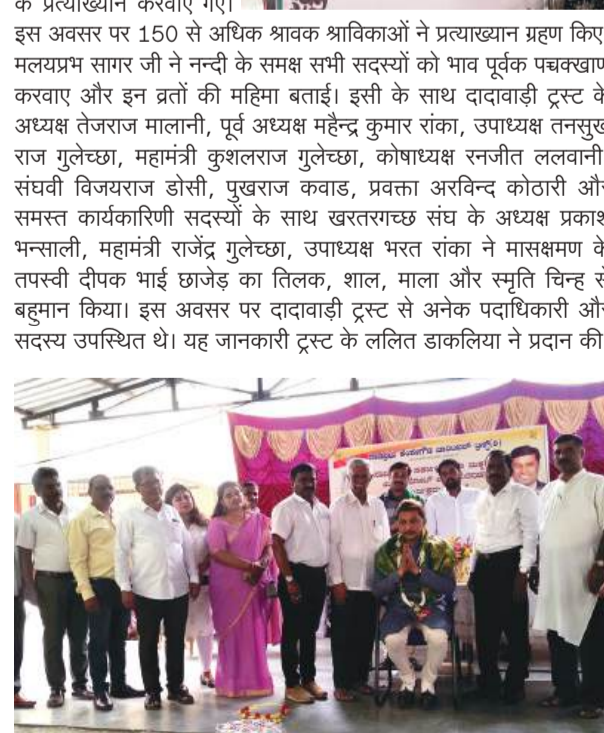 के प्रत्याख्यान करवाए गए।
इस अवसर पर 150 से अधिक श्रावक श्राविकाओं ने प्रत्याख्यान ग्रहण किए
मलयप्रभ सागर जी ने नन्दी के समक्ष सभी सदस्यों को भाव पूर्वक पच्चक्खाण
करवाए और इन व्रतों की महिमा बताई। इसी के साथ दादावाड़ी ट्रस्ट के
अध्यक्ष तेजराज मालानी, पूर्व अध्यक्ष महैन्द्र कुमार रांका, उपाध्यक्ष तनसुख
राज गुलेच्छा, महामंत्री कुशलराज गुलेच्छा, कोषाध्यक्ष रनजीत ललवानी
संघवी विजयराज डोसी, पुखराज कवाड, प्रवक्ता अरविन्द कोठारी और
समस्त कार्यकारिणी सदस्यों के साथ खरतरगच्छ संघ के अध्यक्ष प्रकाश
भन्साली, महामंत्री राजेंद्र गुलेच्छा, उपाध्यक्ष भरत रांका ने मासक्षमण के
तपस्वी दीपक भाई छाजेड़ का तिलक, शाल, माला और स्मृति चिन्ह से
बहुमान किया। इस अवसर पर दादावाड़ी ट्रस्ट से अनेक पदाधिकारी और
सदस्य उपस्थित थे। यह जानकारी ट्रस्ट के ललित डाकलिया ने प्रदान की